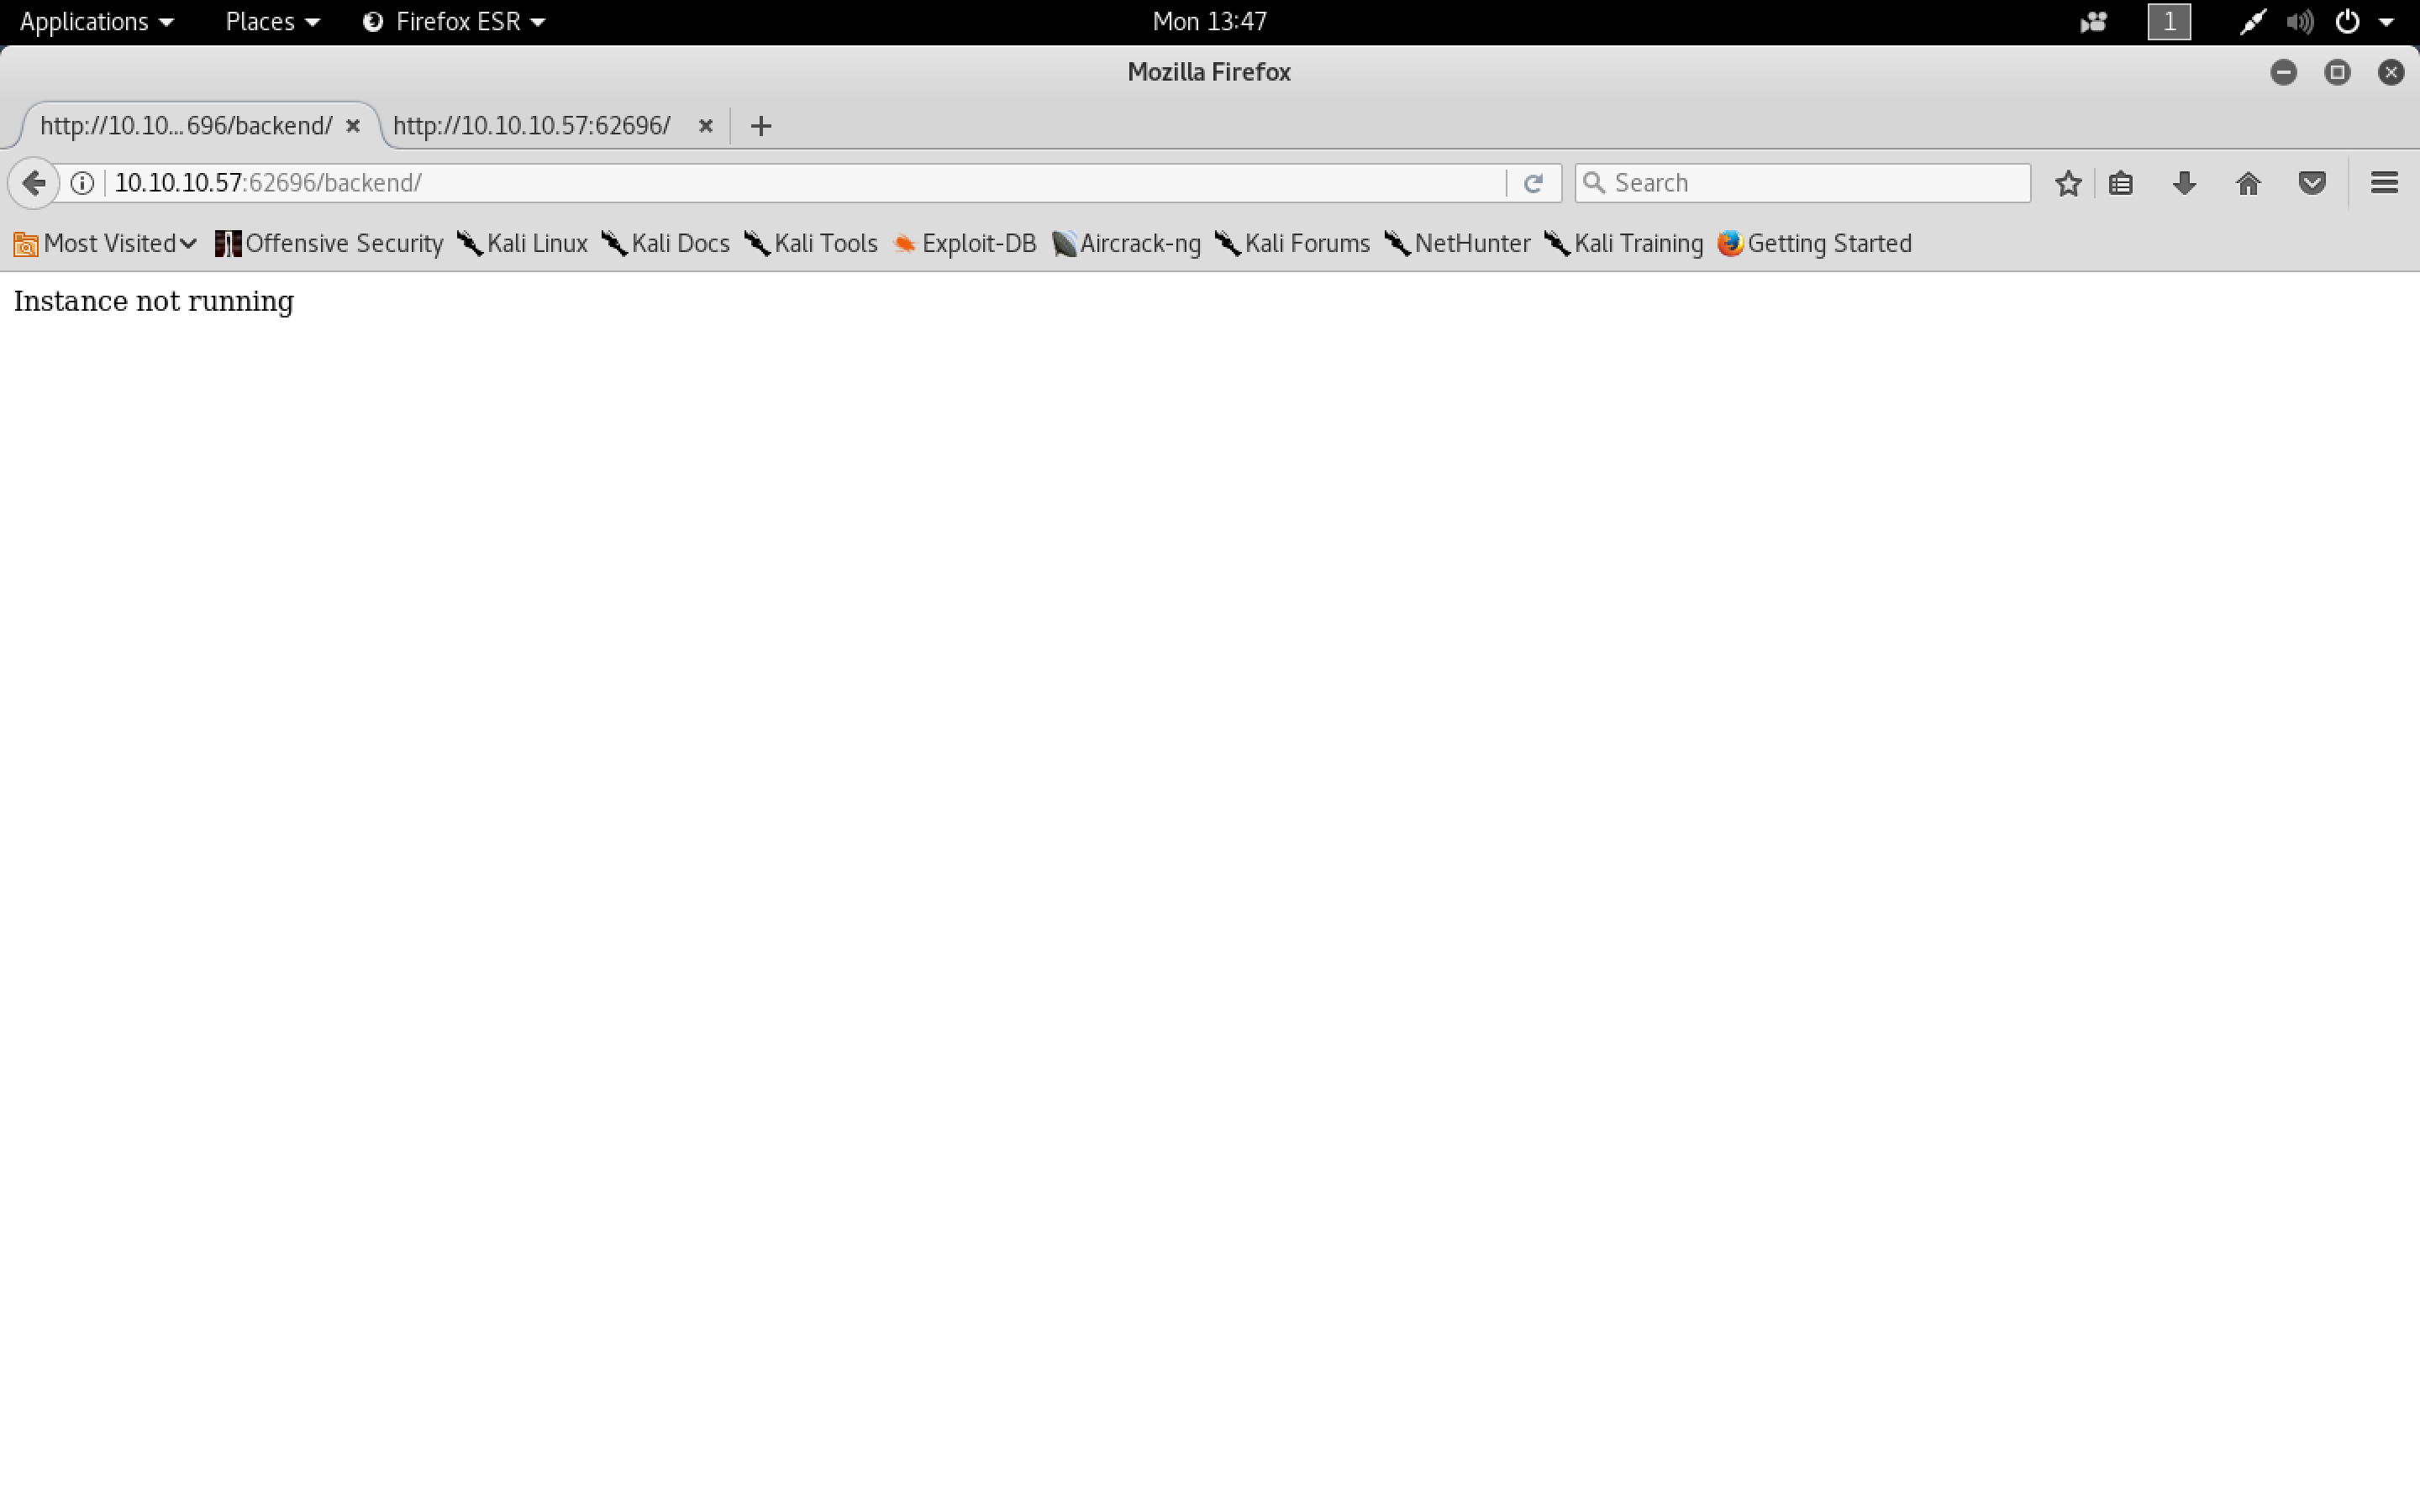 Applications Places Firefox ESR Mon 13:47 1
Mozilla Firefox
http://10.10...696/backend/ http://10.10.10.57:62696/
10.10.10.57:62696/backend/ Search
Most Visited Offensive Security Kali Linux Kali Docs Kali Tools Exploit-DB Aircrack-ng Kali Forums NetHunter Kali Training Getting Started
Instance not running